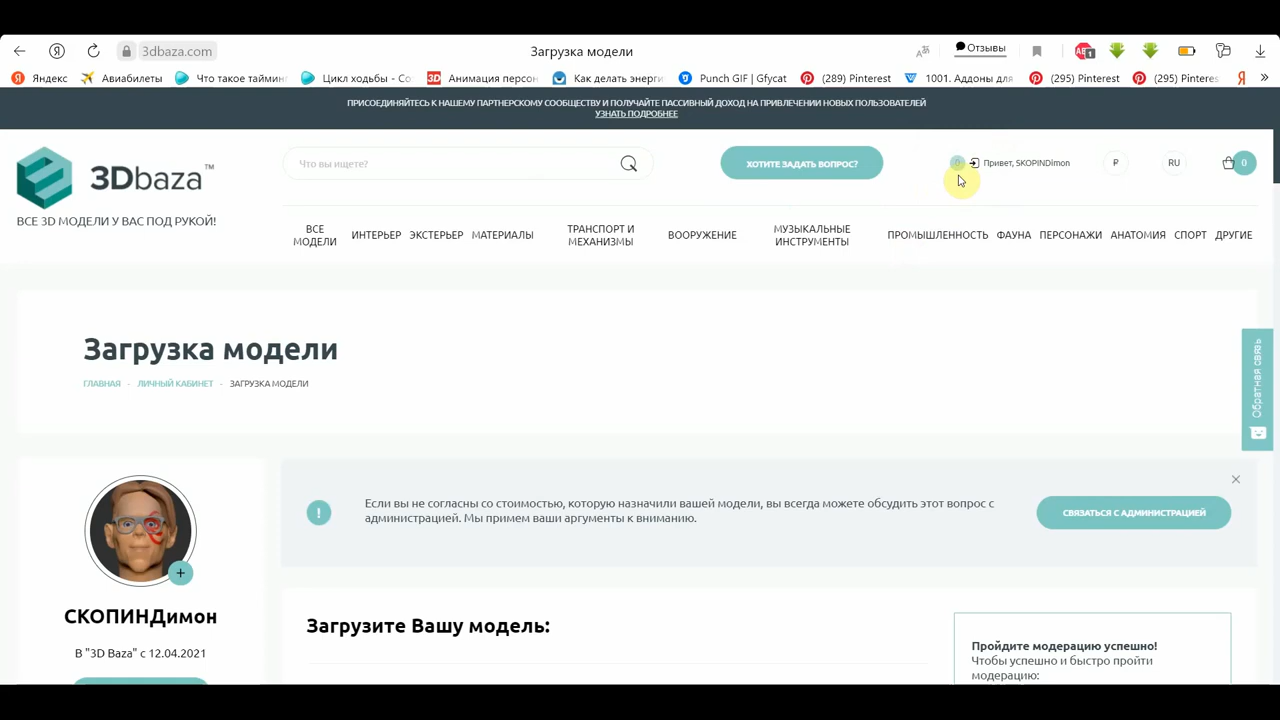 3dbaza.com
Загрузка модели
Отзывы
Яндекс
Авиабилеты
Что такое тайминг
Цикл ходьбы - Со
Анимация персон
Как делать энерги
Punch GIF | Gfycat
(289) Pinterest
1001. Аддоны для
(295) Pinterest
(295) Pinteres
ПРИСОЕДИНЯЙТЕСЬ К НАШЕМУ ПАРТНЕРСКОМУ СООБЩЕСТВУ И ПОЛУЧАЙТЕ ПАССИВНЫЙ ДОХОД НА ПРИВЛЕЧЕНИИ НОВЫХ ПОЛЬЗОВАТЕЛЕЙ
УЗНАТЬ ПОДРОБНЕЕ
3Dbaza™
ВСЕ 3D МОДЕЛИ У ВАС ПОД РУКОЙ!
Что вы ищете?
ХОТИТЕ ЗАДАТЬ ВОПРОС?
0
Привет, SKOPINDimon
₽
RU
0
ВСЕ МОДЕЛИ
ИНТЕРЬЕР
ЭКСТЕРЬЕР
МАТЕРИАЛЫ
ТРАНСПОРТ И
МЕХАНИЗМЫ
ВООРУЖЕНИЕ
МУЗЫКАЛЬНЫЕ
ИНСТРУМЕНТЫ
ПРОМЫШЛЕННОСТЬ
ФАУНА
ПЕРСОНАЖИ
АНАТОМИЯ
СПОРТ
ДРУГИЕ
Загрузка модели
ГЛАВНАЯ - ЛИЧНЫЙ КАБИНЕТ - ЗАГРУЗКА МОДЕЛИ
Обратная связь
Если вы не согласны со стоимостью, которую назначили вашей модели, вы всегда можете обсудить этот вопрос с
администрацией. Мы примем ваши аргументы к вниманию.
СВЯЗАТЬСЯ С АДМИНИСТРАЦИЕЙ
СКОПИНДимон
В "3D Baza" с 12.04.2021
Загрузите Вашу модель:
Пройдите модерацию успешно!
Чтобы успешно и быстро пройти
модерацию: